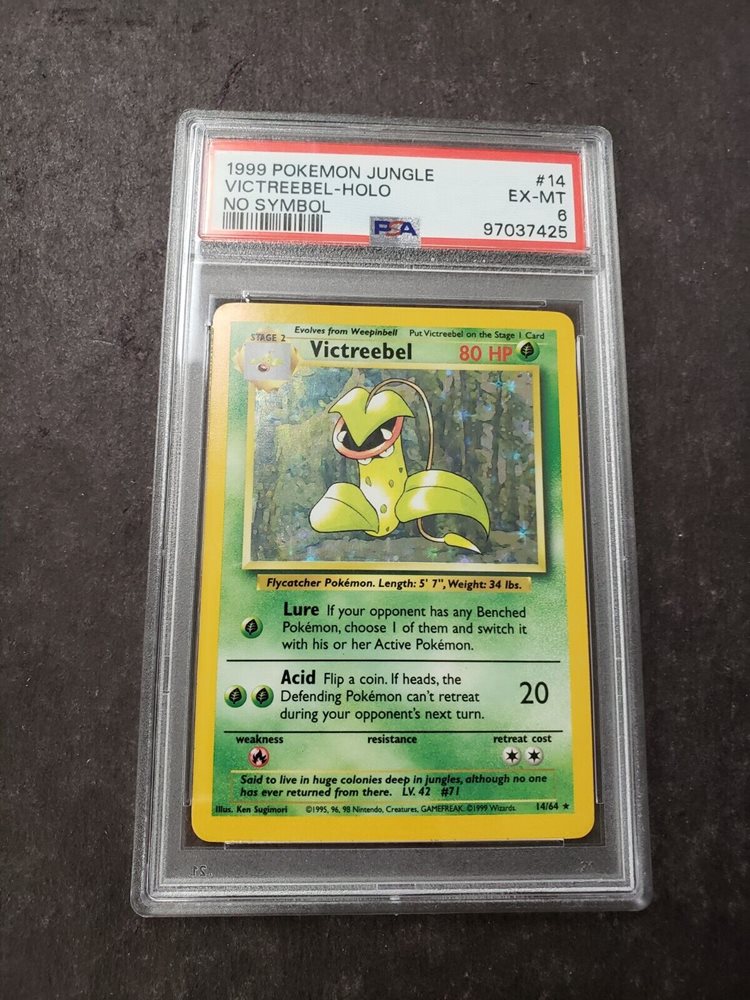 1999 POKEMON JUNGLE #14
VICTREEBEL-HOLO EX-MT
NO SYMBOL 6
PSA 97037425
Evolves from Weepinbell Put Victreebel on the Stage 1 Card
STAGE 2
Victreebel 80 HP
Flycatcher Pokémon. Length: 5' 7", Weight: 34 lbs.
Lure If your opponent has any Benched
Pokémon, choose 1 of them and switch it
with his or her Active Pokémon.
Acid Flip a coin. If heads, the
Defending Pokémon can't retreat 20
during your opponent's next turn.
weakness resistance retreat cost
Said to live in huge colonies deep in jungles, although no one
has ever returned from there. LV. 42 #71
Illus. Ken Sugimori ©1995, 96, 98 Nintendo, Creatures, GAMEFREAK. ©1999 Wizards. 14/64 ★